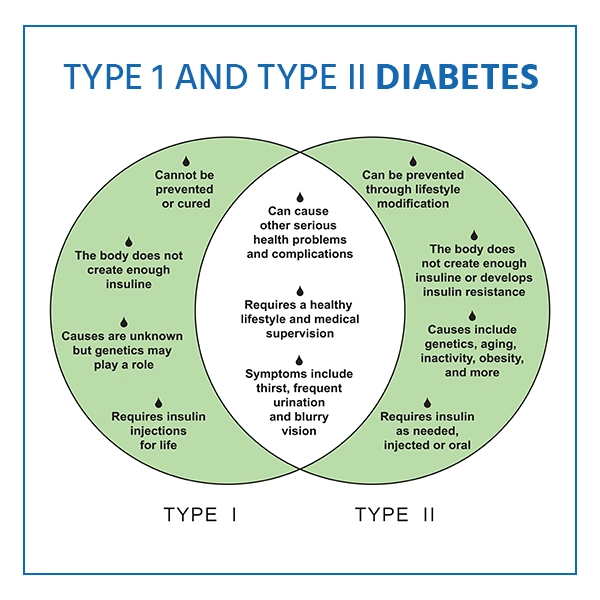 TYPE 1 AND TYPE II DIABETES
Cannot be
prevented
or cured
The body does not
create enough
insuline
Causes are unknown
but genetics may
play a role
Requires insulin
injections
for life
Can cause
other serious
health problems
and complications
Requires a healthy
lifestyle and medical
supervision
Symptoms include
thirst, frequent
urination
and blurry
vision
Can be prevented
through lifestyle
modification
The body does
not create enough
insuline or develops
insulin resistance
Causes include
genetics, aging,
inactivity, obesity,
and more
Requires insulin
as needed,
injected or oral
TYPE I
TYPE II